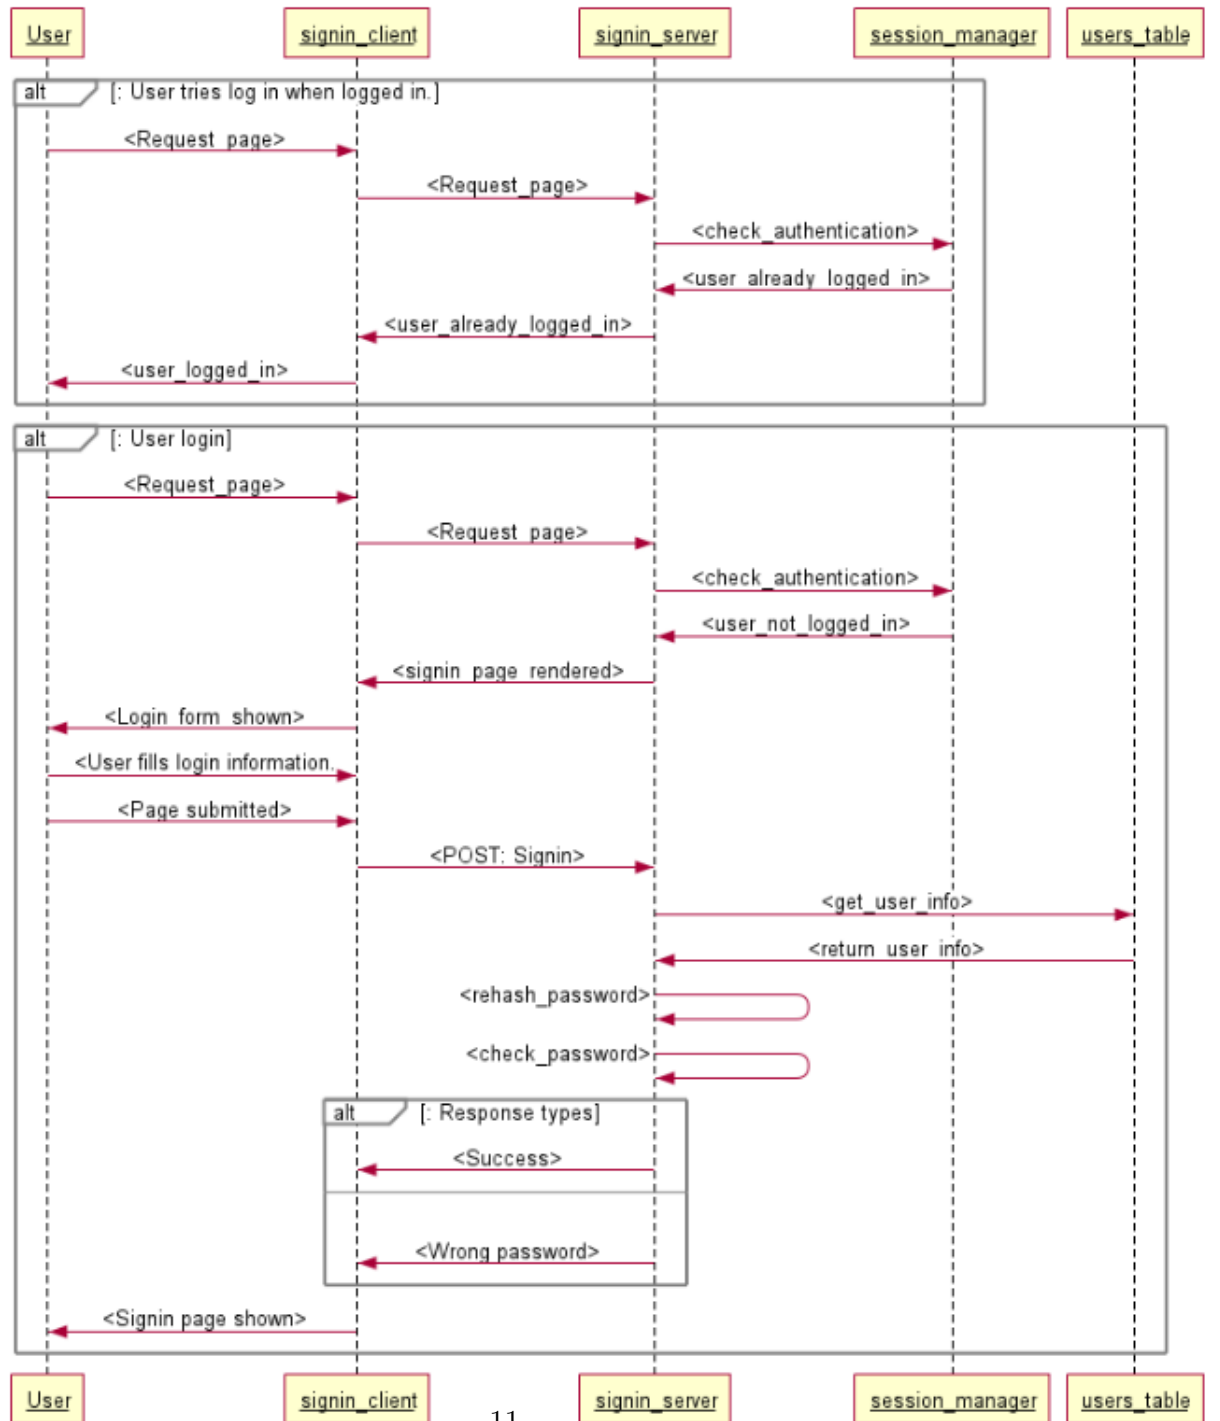 User signin_client signin_server session_manager users_table
alt [: User tries log in when logged in.]
<Request_page>
<Request_page>
<check_authentication>
<user_already_logged_in>
<user_already_logged_in>
<user_logged_in>
alt [: User login]
<Request_page>
<Request_page>
<check_authentication>
<user_not_logged_in>
<signin_page_rendered>
<Login_form_shown>
<User fills login information.
<Page submitted>
<POST: Signin>
<get_user_info>
<return_user_info>
<rehash_password>
<check_password>
alt [: Response types]
<Success>
<Wrong password>
<Signin page shown>
User signin_client signin_server session_manager users_table
11